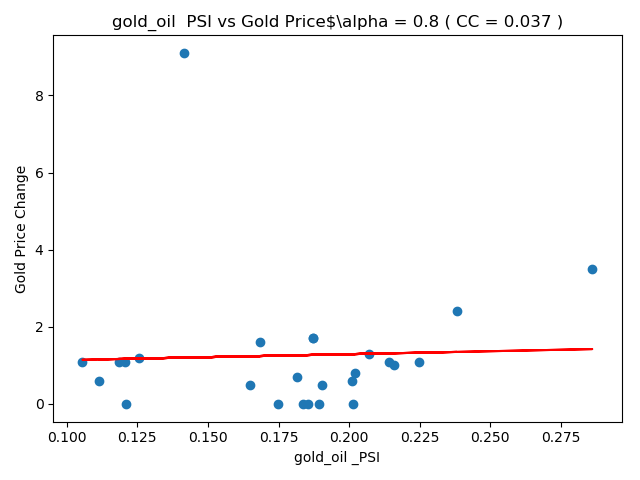 gold_oil  PSI vs Gold Price$\alpha = 0.8 ( CC = 0.037 )
8
6
4
2
0
Gold Price Change
0.100 0.125 0.150 0.175 0.200 0.225 0.250 0.275
gold_oil _PSI